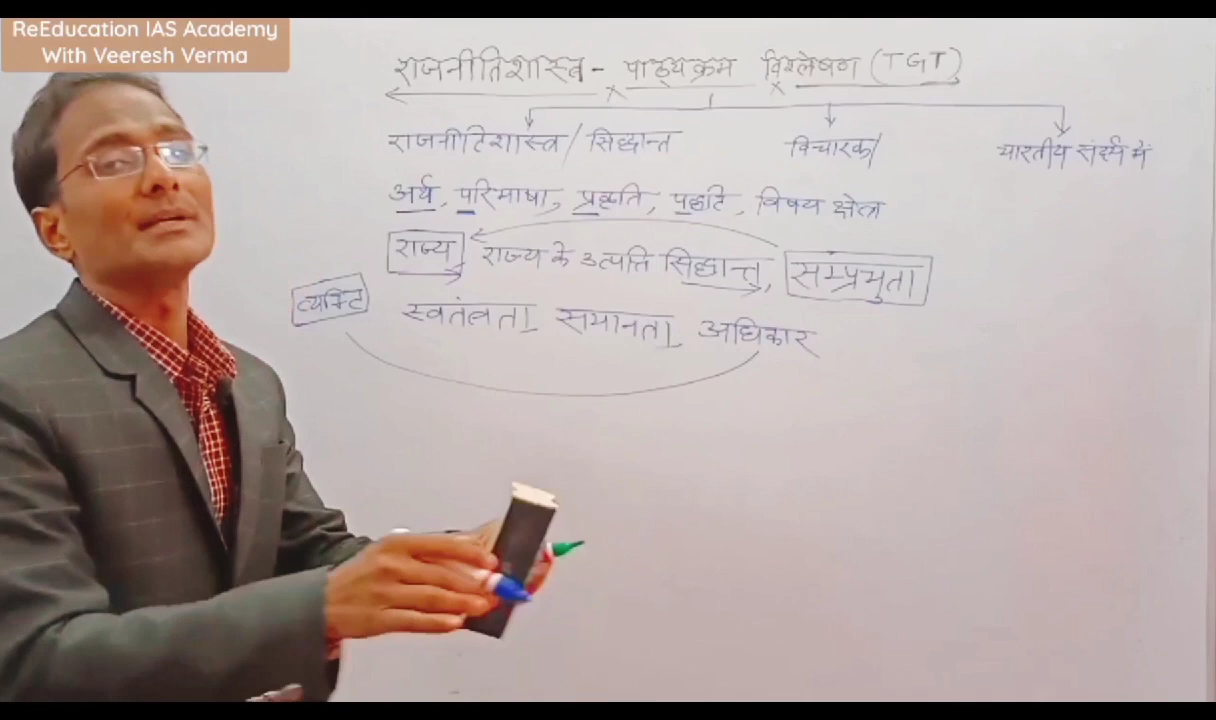 ReEducation IAS Academy
With Veeresh Verma
राजनीतिशास्त्र - पाठ्यक्रम विश्लेषण (TGT)
राजनीतिशास्त्र / सिद्धान्त विचारक/ भारतीय संदर्भ में
अर्थ, परिभाषा, प्रकृति, पद्धति, विषय क्षेत्र
राज्य, राज्य के उत्पत्ति सिद्धान्त, सम्प्रभुता
व्यक्ति स्वतंत्रता समानता अधिकार